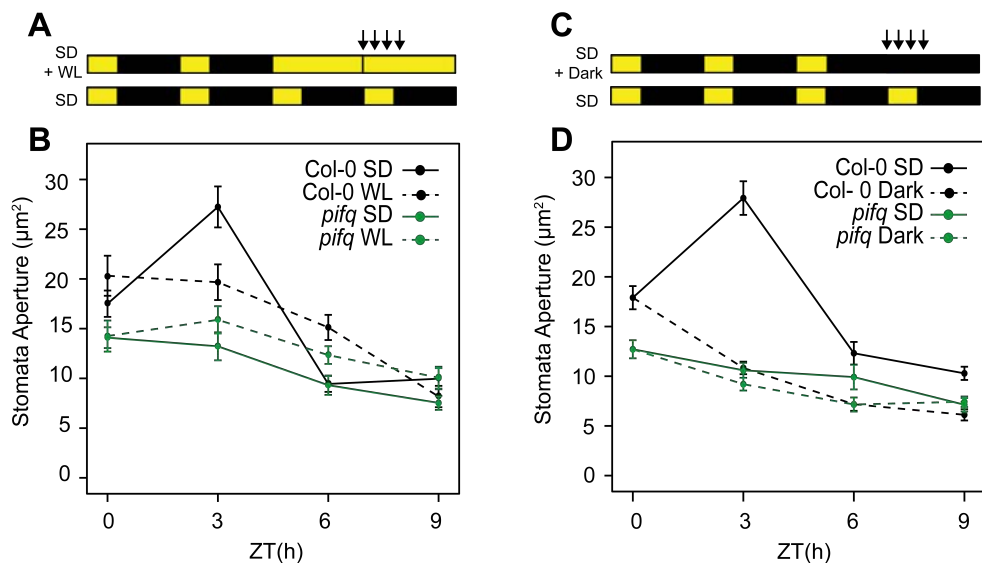 A
SD
+ WL
SD
B
Col-0 SD
Col-0 WL
pifq SD
pifq WL
Stomata Aperture (µm²)
30
25
20
15
10
5
0
0 3 6 9
ZT(h)
C
SD
+ Dark
SD
D
Col-0 SD
Col- 0 Dark
pifq SD
pifq Dark
Stomata Aperture (µm²)
30
25
20
15
10
5
0
0 3 6 9
ZT(h)